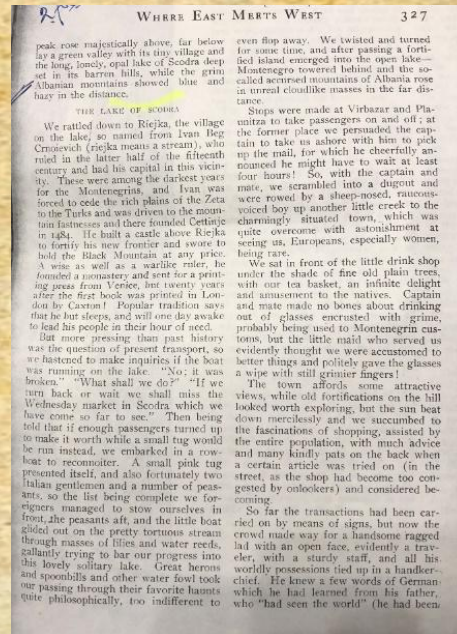 WHERE EAST MEETS WEST
327
peak rose majestically above, far below
lay a green valley with its tiny village and
the long, lonely, opal lake of Scodra deep
set in its barren hills, while the grim
Albanian mountains showed blue and
hazy in the distance.
THE LAKE OF SCODRA
We rattled down to Riejka, the village
on the lake, so named from Ivan Beg
Crnoievich (riejka means a stream), who
ruled in the latter half of the fifteenth
century and had his capital in this vicin-
ity. These were among the darkest years
for the Montenegrins, and Ivan was
forced to cede the rich plains of the Zeta
to the Turks and was driven to the moun-
tain fastnesses and there founded Cettinje
in 1484. He built a castle above Riejka
to fortify his new frontier and swore to
hold the Black Mountain at any price.
A wise as well as a warlike ruler, he
founded a monastery and sent for a print-
ing press from Venice, but twenty years
after the first book was printed in Lon-
don by Caxton! Popular tradition says
that he but sleeps, and will one day awake
to lead his people in their hour of need.
But more pressing than past history
was the question of present transport, so
we hastened to make inquiries if the boat
was running on the lake. "No; it was
broken." "What shall we do?" "If we
turn back or wait we shall miss the
Wednesday market in Scodra which we
have come so far to see." Then being
told that if enough passengers turned up
to make it worth while a small tug would
be run instead, we embarked in a row-
boat to reconnoiter. A small pink tug
presented itself, and also fortunately two
Italian gentlemen and a number of peas-
ants, so the list being complete we for-
eigners managed to stow ourselves in
front, the peasants aft, and the little boat
glided out on the pretty tortuous stream
through masses of lilies and water reeds,
gallantly trying to bar our progress into
this lovely solitary lake. Great herons
and spoonbills and other water fowl took
our passing through their favorite haunts
quite philosophically, too indifferent to
even flop away. We twisted and turned
for some time, and after passing a forti-
fied island emerged into the open lake—
Montenegro towered behind and the so-
called accursed mountains of Albania rose
in unreal cloudlike masses in the far dis-
tance.
Stops were made at Virbazar and Pla-
unitza to take passengers on and off; at
the former place we persuaded the cap-
tain to take us ashore with him to pick
up the mail, for which he cheerfully an-
nounced he might have to wait at least
four hours! So, with the captain and
mate, we scrambled into a dugout and
were rowed by a sheep-nosed, raucous-
voiced boy up another little creek to the
charmingly situated town, which was
quite overcome with astonishment at
seeing us, Europeans, especially women,
being rare.
We sat in front of the little drink shop
under the shade of fine old plane trees,
with our tea basket, an infinite delight
and amusement to the natives. Captain
and mate made no bones about drinking
out of glasses encrusted with grime,
probably being used to Montenegrin cus-
toms, but the little maid who served us
evidently thought we were accustomed to
better things and politely gave the glasses
a wipe with still grimier fingers!
The town affords some attractive
views, while old fortifications on the hill
looked worth exploring, but the sun beat
down mercilessly and we succumbed to
the fascinations of shopping, assisted by
the entire population, with much advice
and many kindly pats on the back when
a certain article was tried on (in the
street, as the shop had become too con-
gested by onlookers) and considered be-
coming.
So far the transactions had been car-
ried on by means of signs, but now the
crowd made way for a handsome ragged
lad with an open face, evidently a trav-
eler, with a sturdy staff, and all his
worldly possessions tied up in a handker-
chief. He knew a few words of German
which he had learned from his father,
who "had seen the world" (he had been